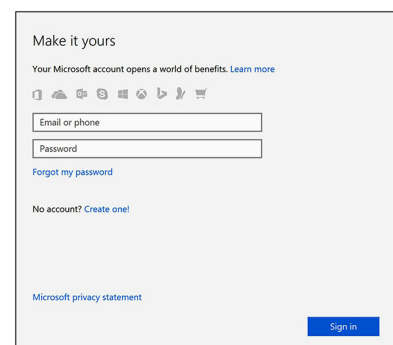 Make it yours
Your Microsoft account opens a world of benefits. Learn more
Email or phone
Password
Forgot my password
No account? Create one!
Microsoft privacy statement
Sign in